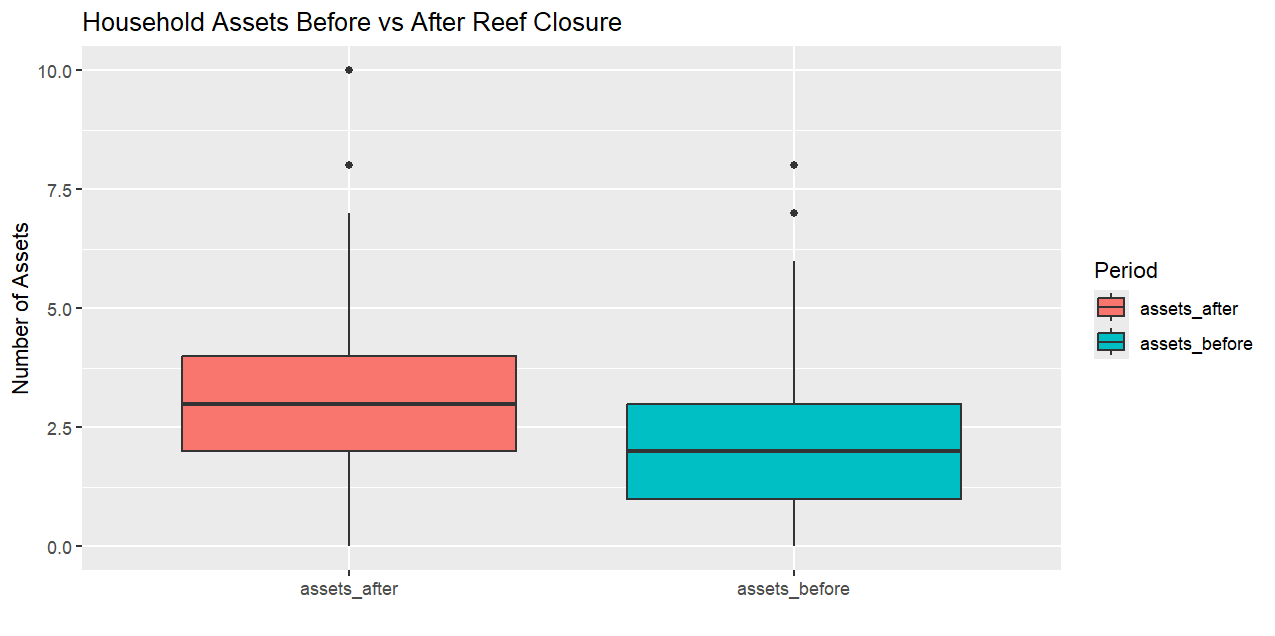 Household Assets Before vs After Reef Closure
Number of Assets
10.0
7.5
5.0
2.5
0.0
assets_after
assets_before
Period
assets_after
assets_before